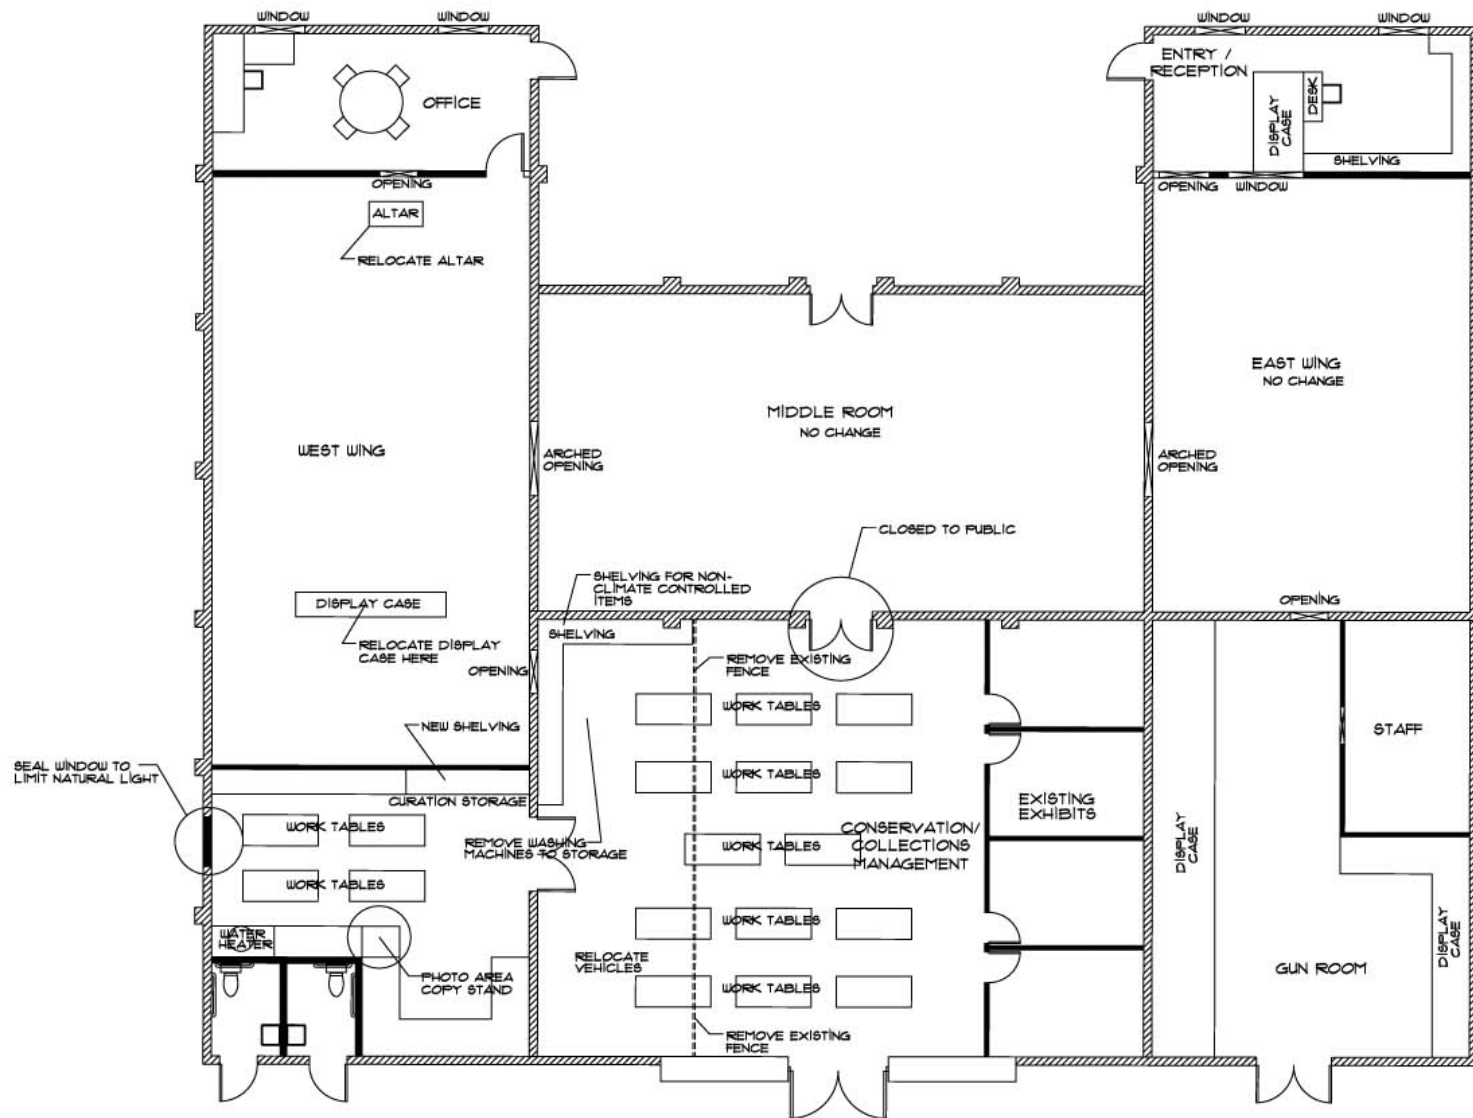 WINDOW
WINDOW
WINDOW
WINDOW
OFFICE
ENTRY /
RECEPTION
DISPLAY
CASE
DESK
SHELVING
OPENING
OPENING
WINDOW
ALTAR
RELOCATE ALTAR
WEST WING
MIDDLE ROOM
NO CHANGE
EAST WING
NO CHANGE
ARCHED
OPENING
ARCHED
OPENING
CLOSED TO PUBLIC
SHELVING FOR NON-
CLIMATE CONTROLLED
ITEMS
DISPLAY CASE
RELOCATE DISPLAY
CASE HERE
SHELVING
OPENING
OPENING
REMOVE EXISTING
FENCE
WORK TABLES
NEW SHELVING
STAFF
SEAL WINDOW TO
LIMIT NATURAL LIGHT
CURATION STORAGE
WORK TABLES
WORK TABLES
EXISTING
EXHIBITS
REMOVE WASHING
MACHINES TO STORAGE
WORK TABLES
CONSERVATION/
COLLECTIONS
MANAGEMENT
DISPLAY
CASE
WORK TABLES
WORK TABLES
WATER
HEATER
PHOTO AREA
COPY STAND
RELOCATE
VEHICLES
WORK TABLES
GUN ROOM
DISPLAY
CASE
REMOVE EXISTING
FENCE